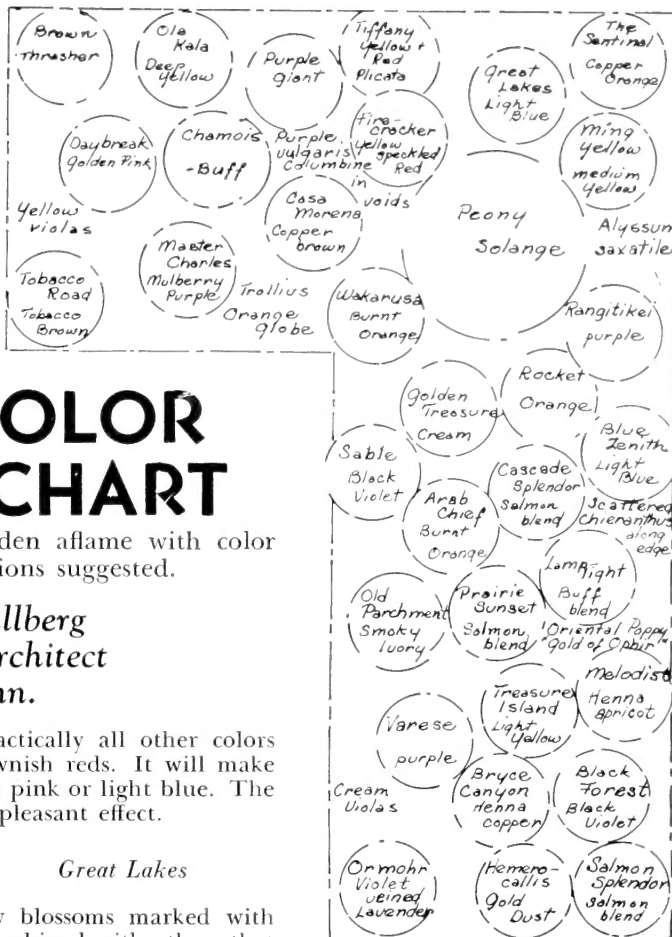 Brown
Thrasher
Ola
Kala
Deep
Yellow
Purple
giant
Tiffany
Yellow +
Red
Plicata
Great
Lakes
Light
Blue
The
Sentinal
Copper
Orange
Daybreak
golden Pink
Chamois
-Buff
Purple
vulgaris
Columbine
in
voids
Fire-
cracker
Yellow
speckled
Red
Ming
Yellow
medium
Yellow
Yellow
violas
Master
Charles
Mulberry
Purple
Casa
Morena
Copper
brown
Peony
Solange
Alyssum
saxatile
Tobacco
Road
Tobacco
Brown
Trollius
Orange
globe
Wakarusa
Burnt
Orange
Rangitikei
purple
OLOR
CHART
den aflame with color
ions suggested.
llberg
rchitect
nn.
actically all other colors
wnish reds. It will make
pink or light blue. The
pleasant effect.
Great Lakes
w blossoms marked with
Golden
Treasure
Cream
Rocket
Orange
Sable
Black
Violet
Blue
Zenith
Light
Blue
Arab
Chief
Burnt
Orange
Cascade
Splendor
Salmon
blend
Scattered
Chieranthus
along
edge
Old
Parchment
Smoky
Ivory
Prairie
Sunset
Salmon
blend
Lamplight
Buff
blend
"Oriental Poppy
"Gold of Ophir"
Melodist
Henna
apricot
Treasure
Island
Light
Yellow
Varese
purple
Cream
Violas
Bryce
Canyon
Henna
copper
Black
Forest
Black
Violet
Ormohr
Violet
veined
Lavender
Hemero-
callis
Gold
Dust
Salmon
Splendor
Salmon
blend